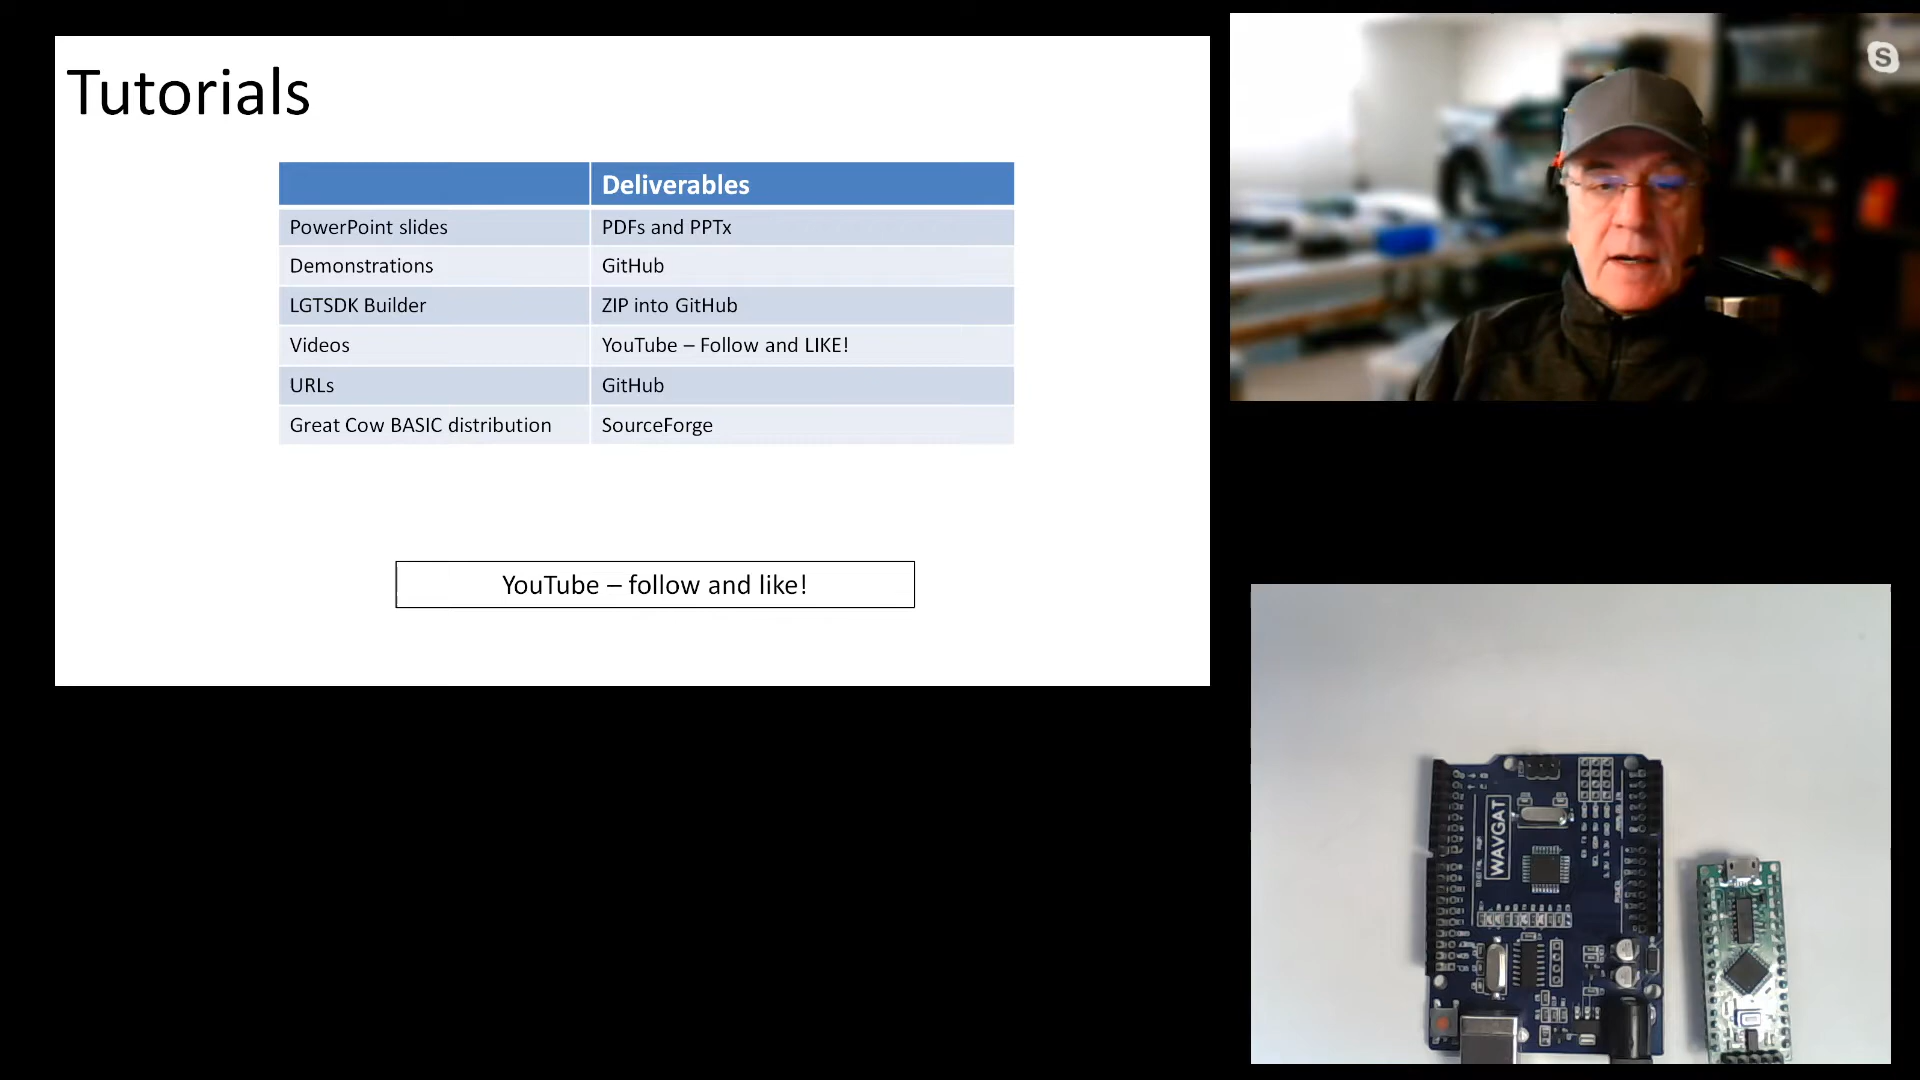 Tutorials
Deliverables
PowerPoint slides PDFs and PPTx
Demonstrations GitHub
LGTSDK Builder ZIP into GitHub
Videos YouTube – Follow and LIKE!
URLs GitHub
Great Cow BASIC distribution SourceForge
YouTube – follow and like!
S
WAVGAT